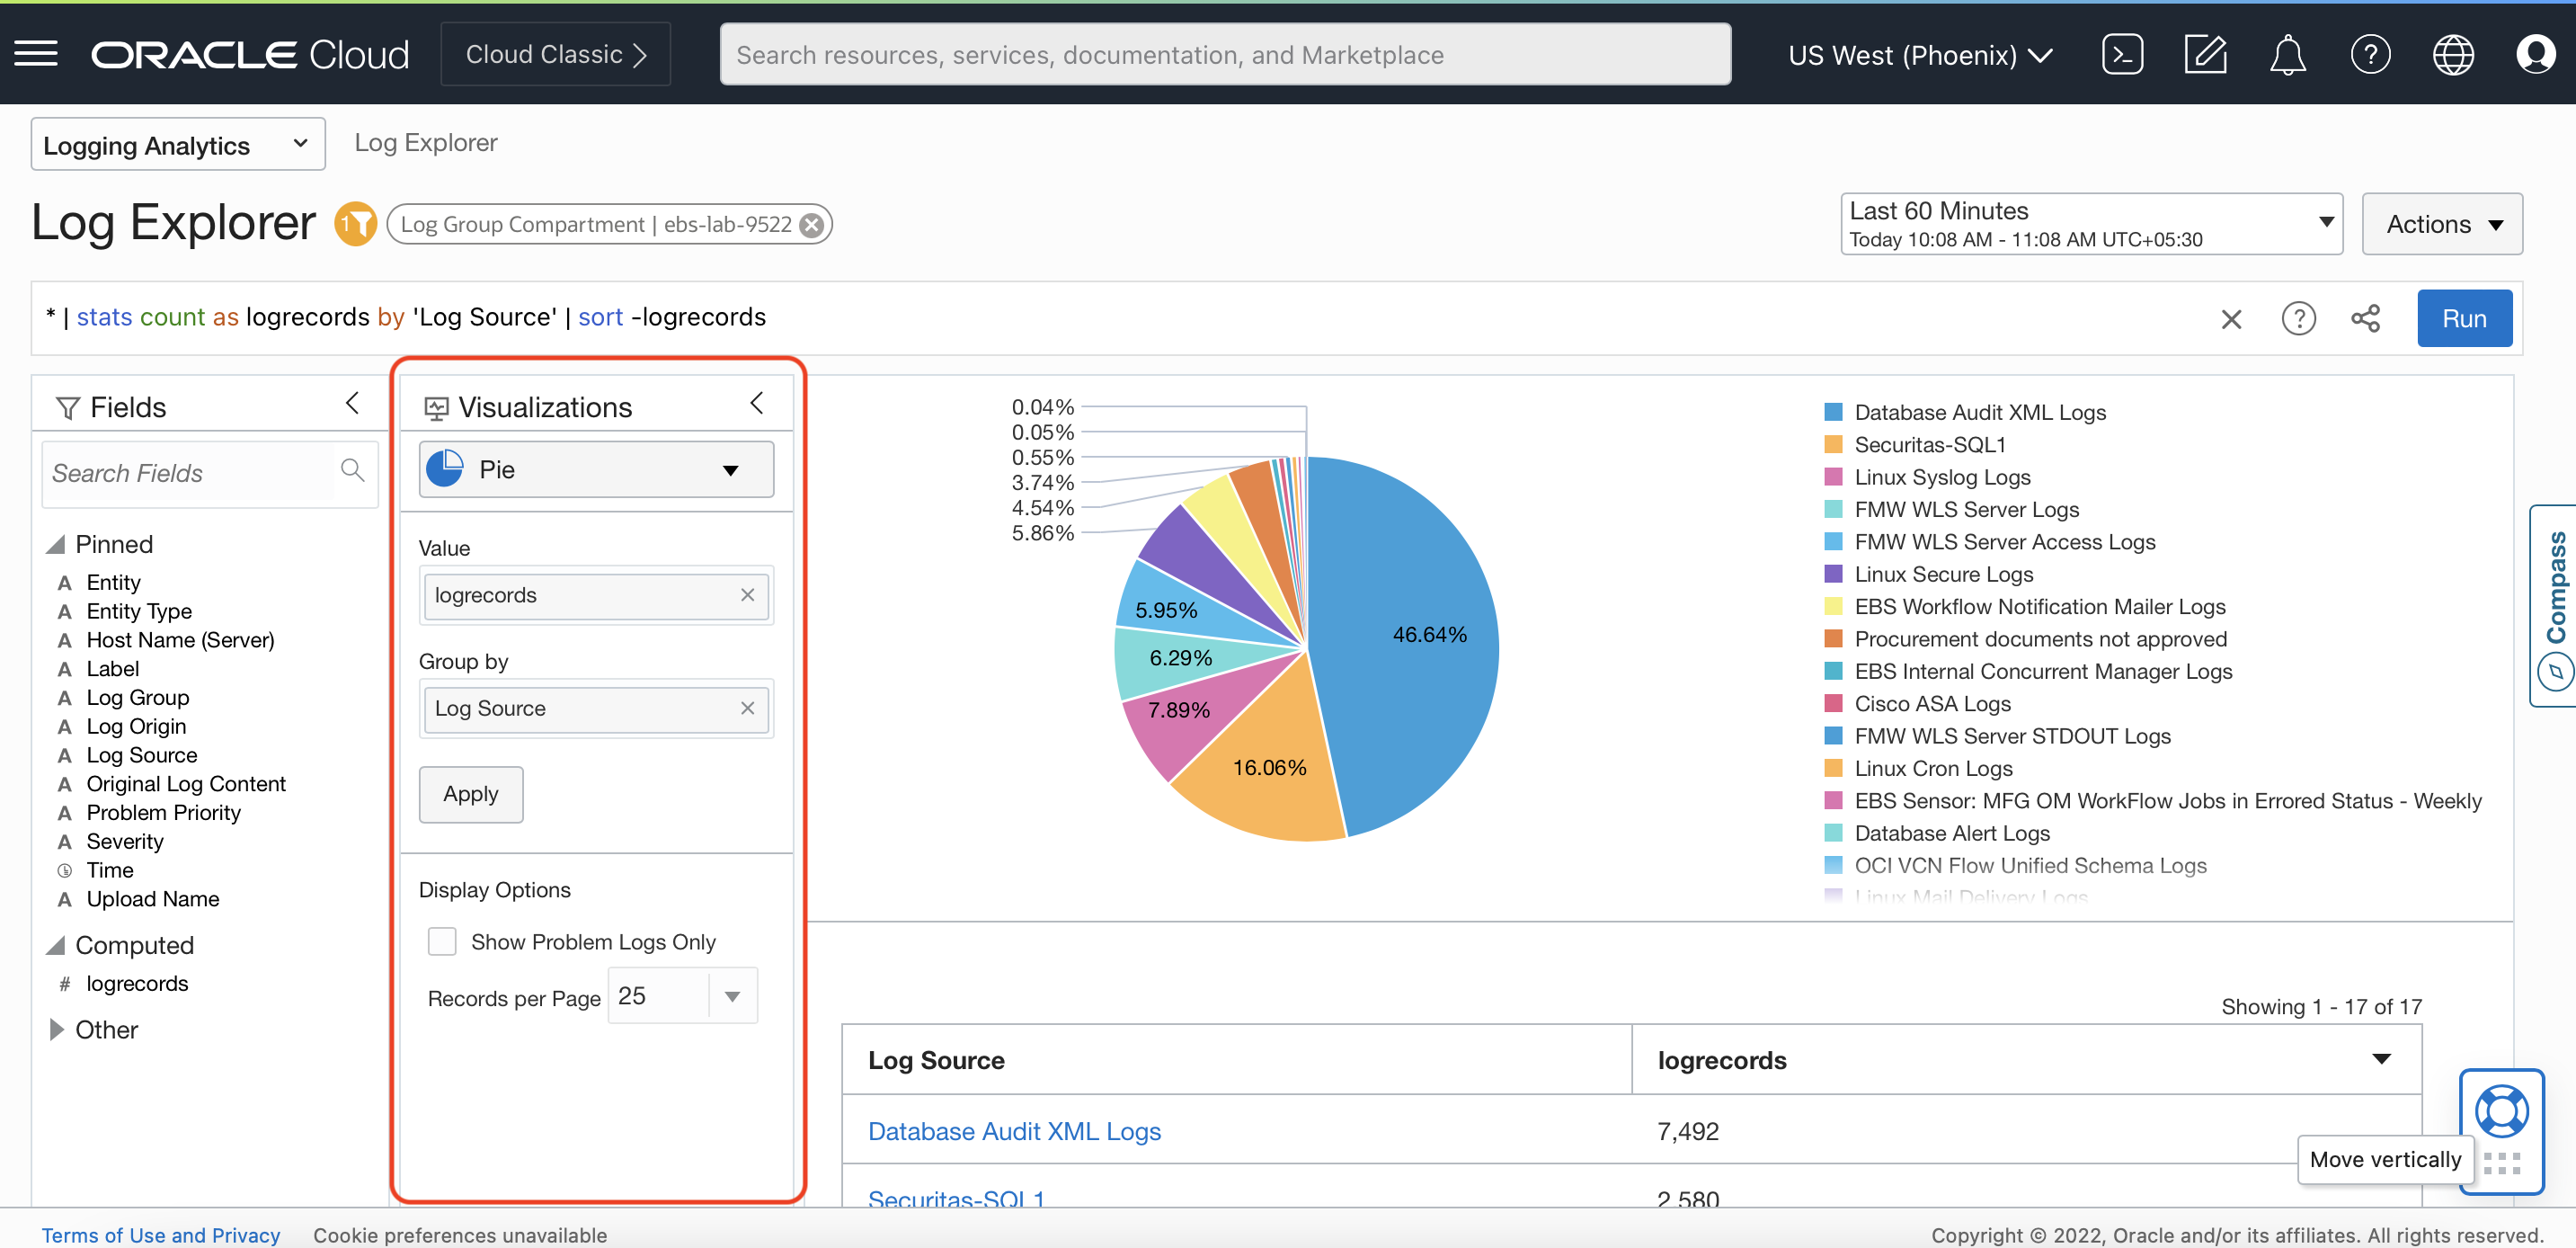 ORACLE Cloud
Cloud Classic
Search resources, services, documentation, and Marketplace
US West (Phoenix)
Logging Analytics
Log Explorer
Log Explorer
1
Log Group Compartment | ebs-lab-9522
Last 60 Minutes
Today 10:08 AM - 11:08 AM UTC+05:30
Actions
* | stats count as logrecords by 'Log Source' | sort -logrecords
Run
Fields
Search Fields
Pinned
A Entity
A Entity Type
A Host Name (Server)
A Label
A Log Group
A Log Origin
A Log Source
A Original Log Content
A Problem Priority
A Severity
Time
A Upload Name
Computed
# logrecords
Other
Visualizations
Pie
Value
logrecords
Group by
Log Source
Apply
Display Options
Show Problem Logs Only
Records per Page 25
0.04%
0.05%
0.55%
3.74%
4.54%
5.86%
5.95%
6.29%
7.89%
16.06%
46.64%
Database Audit XML Logs
Securitas-SQL1
Linux Syslog Logs
FMW WLS Server Logs
FMW WLS Server Access Logs
Linux Secure Logs
EBS Workflow Notification Mailer Logs
Procurement documents not approved
EBS Internal Concurrent Manager Logs
Cisco ASA Logs
FMW WLS Server STDOUT Logs
Linux Cron Logs
EBS Sensor: MFG OM WorkFlow Jobs in Errored Status - Weekly
Database Alert Logs
OCI VCN Flow Unified Schema Logs
Linux Mail Delivery Logs
Compass
Showing 1 - 17 of 17
Log Source logrecords
Database Audit XML Logs 7,492
Securitas-SQL1 2,580
Move vertically
Terms of Use and Privacy
Cookie preferences unavailable
Copyright © 2022, Oracle and/or its affiliates. All rights reserved.